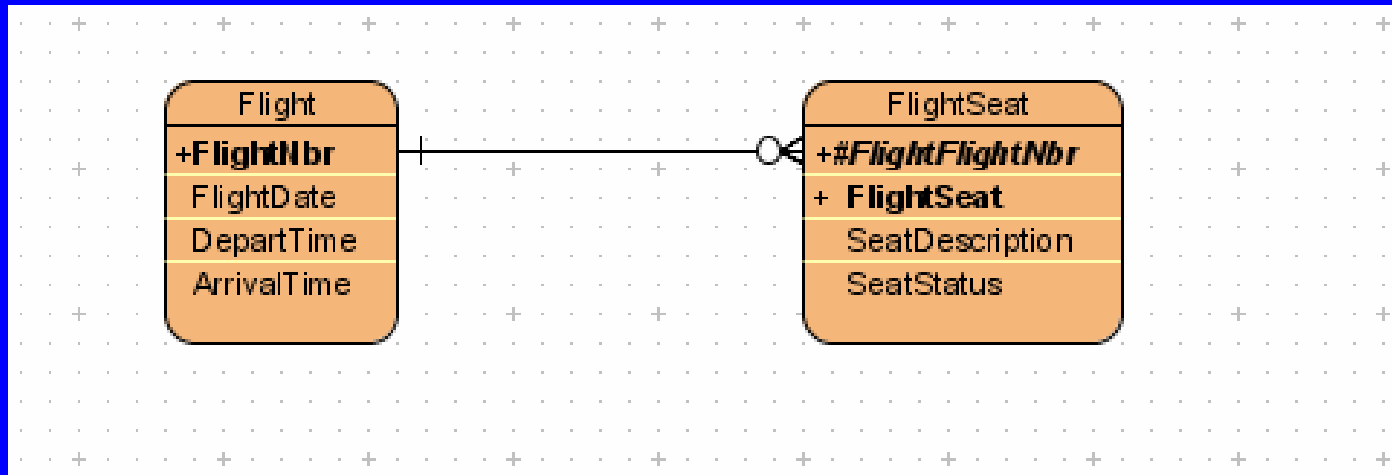 Flight
+FlightNbr
FlightDate
DepartTime
ArrivalTime
FlightSeat
+#FlightFlightNbr
+ FlightSeat
SeatDescription
SeatStatus